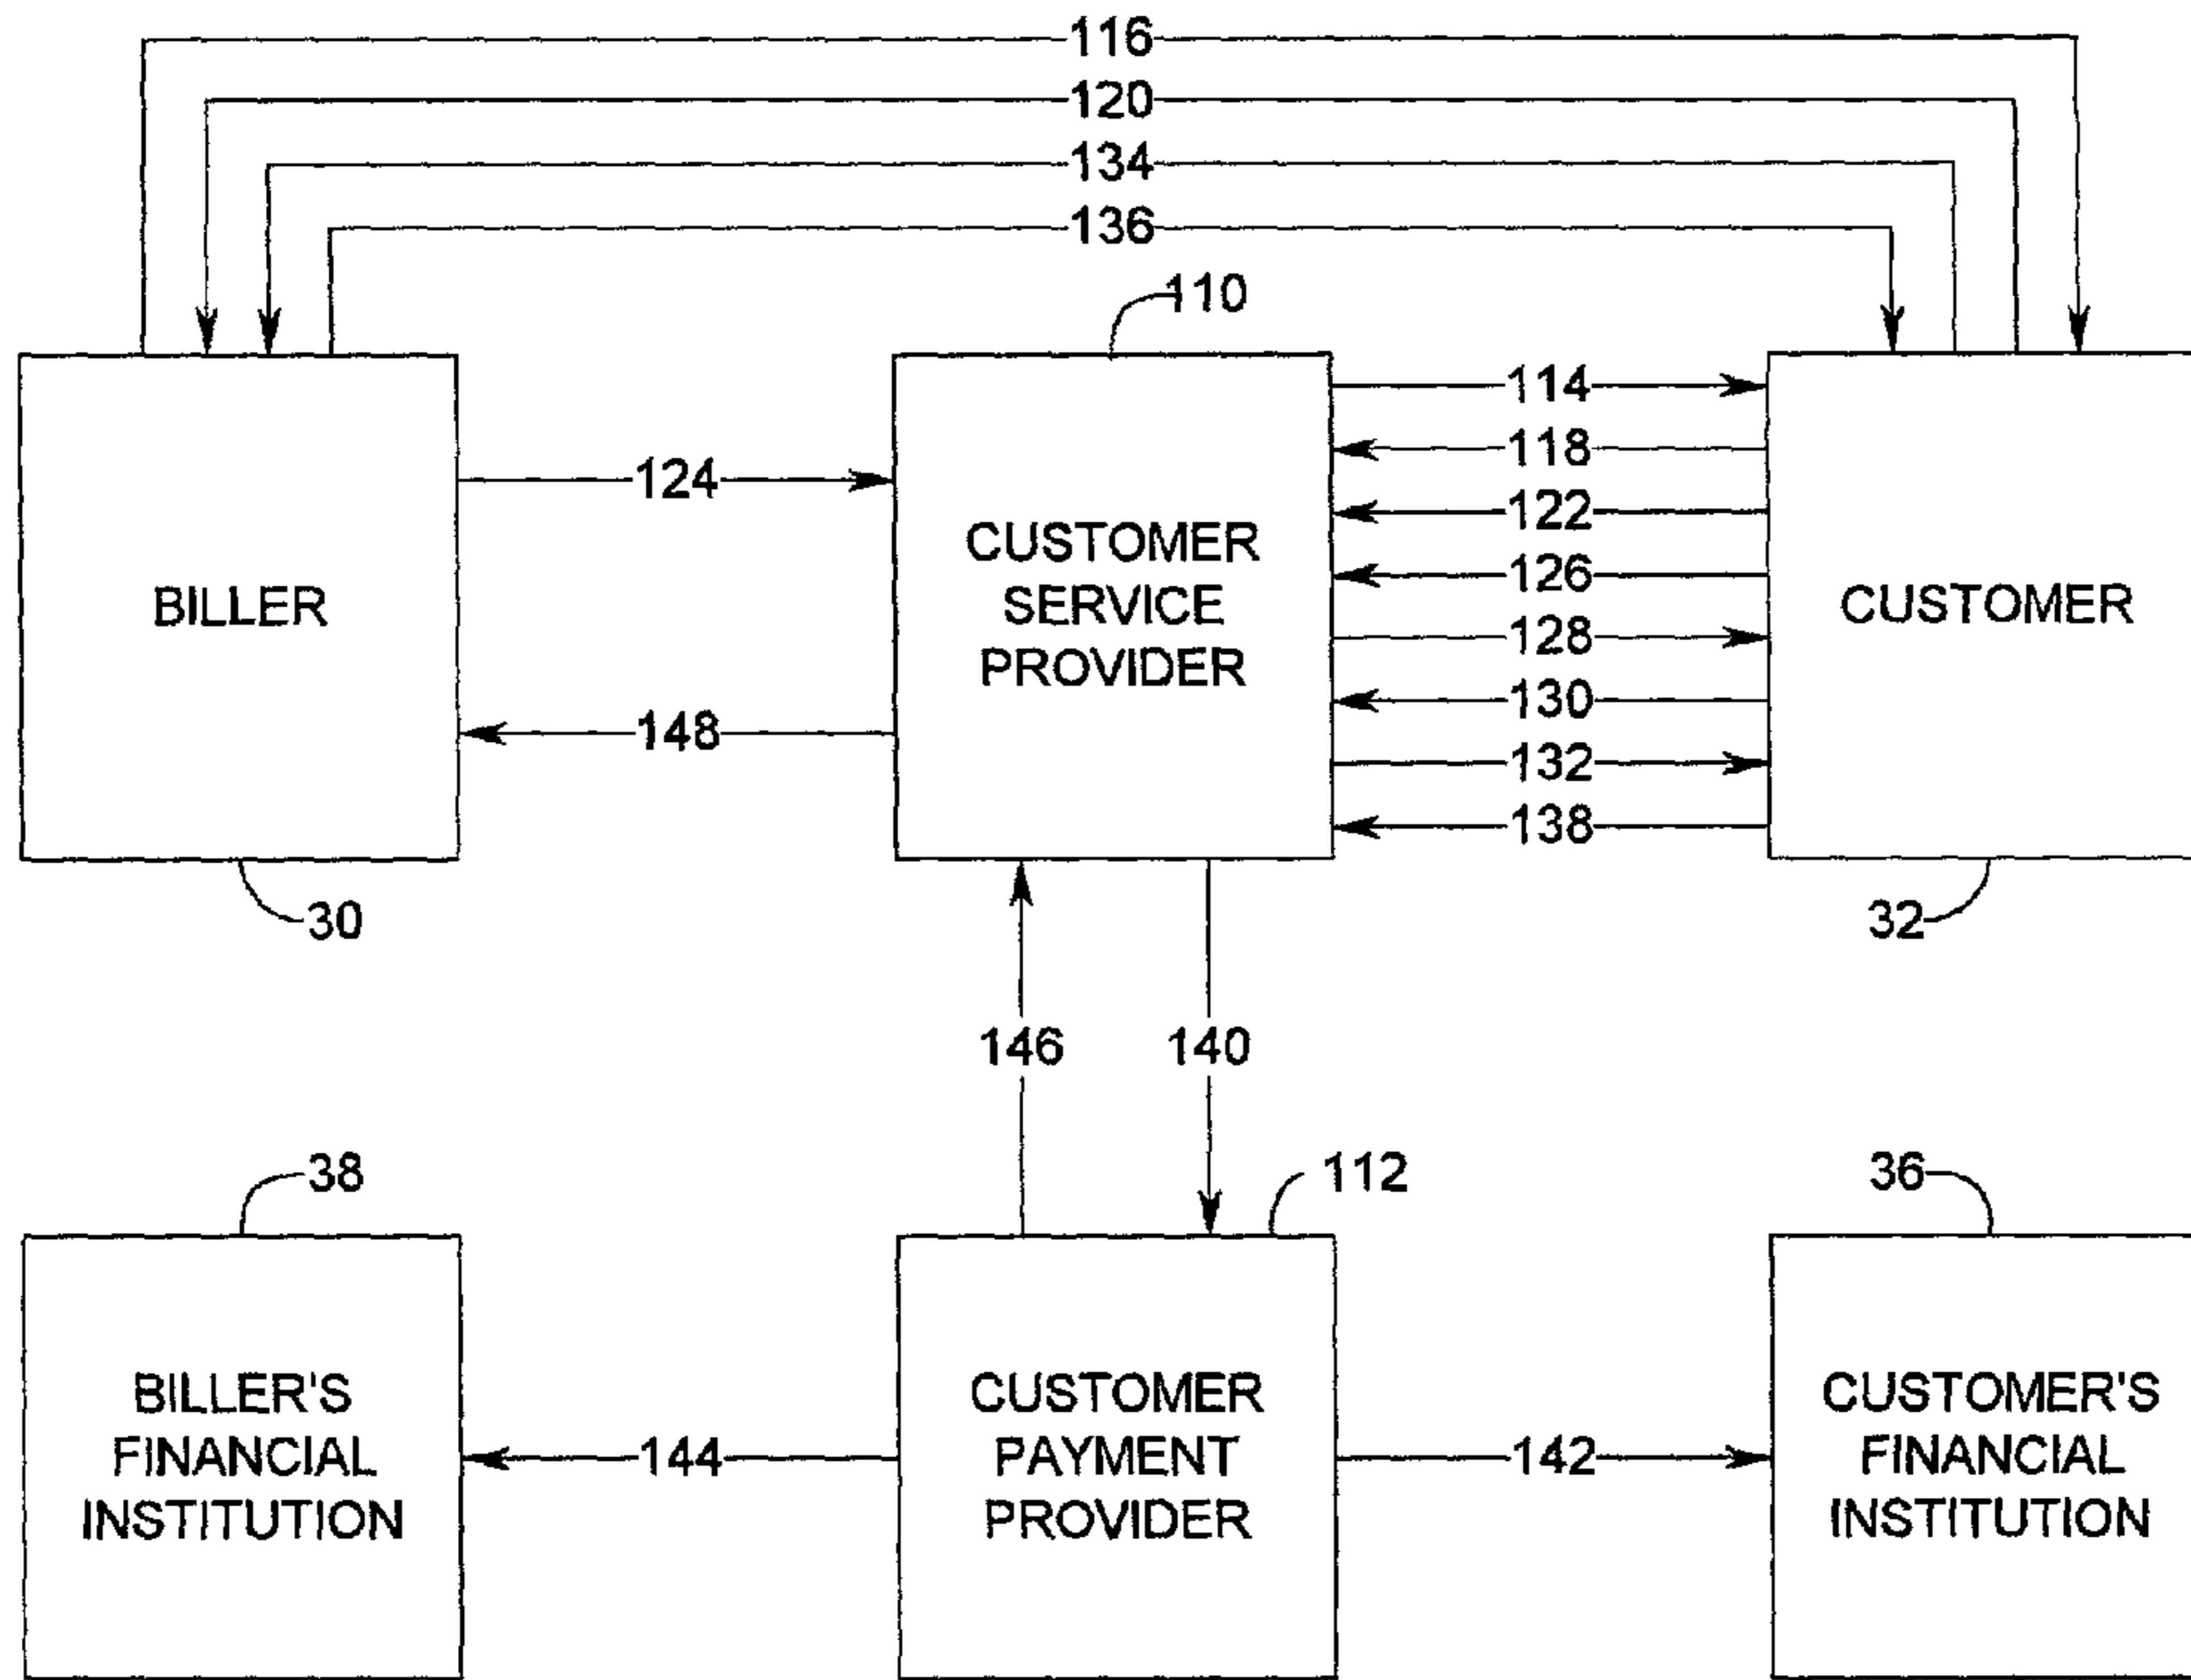 116
120
134
136
110
114
118
124
122
126
128
130
132
138
BILLER
CUSTOMER
SERVICE
PROVIDER
CUSTOMER
148
30
32
146
140
38
112
36
BILLER'S
FINANCIAL
INSTITUTION
144
CUSTOMER
PAYMENT
PROVIDER
142
CUSTOMER'S
FINANCIAL
INSTITUTION